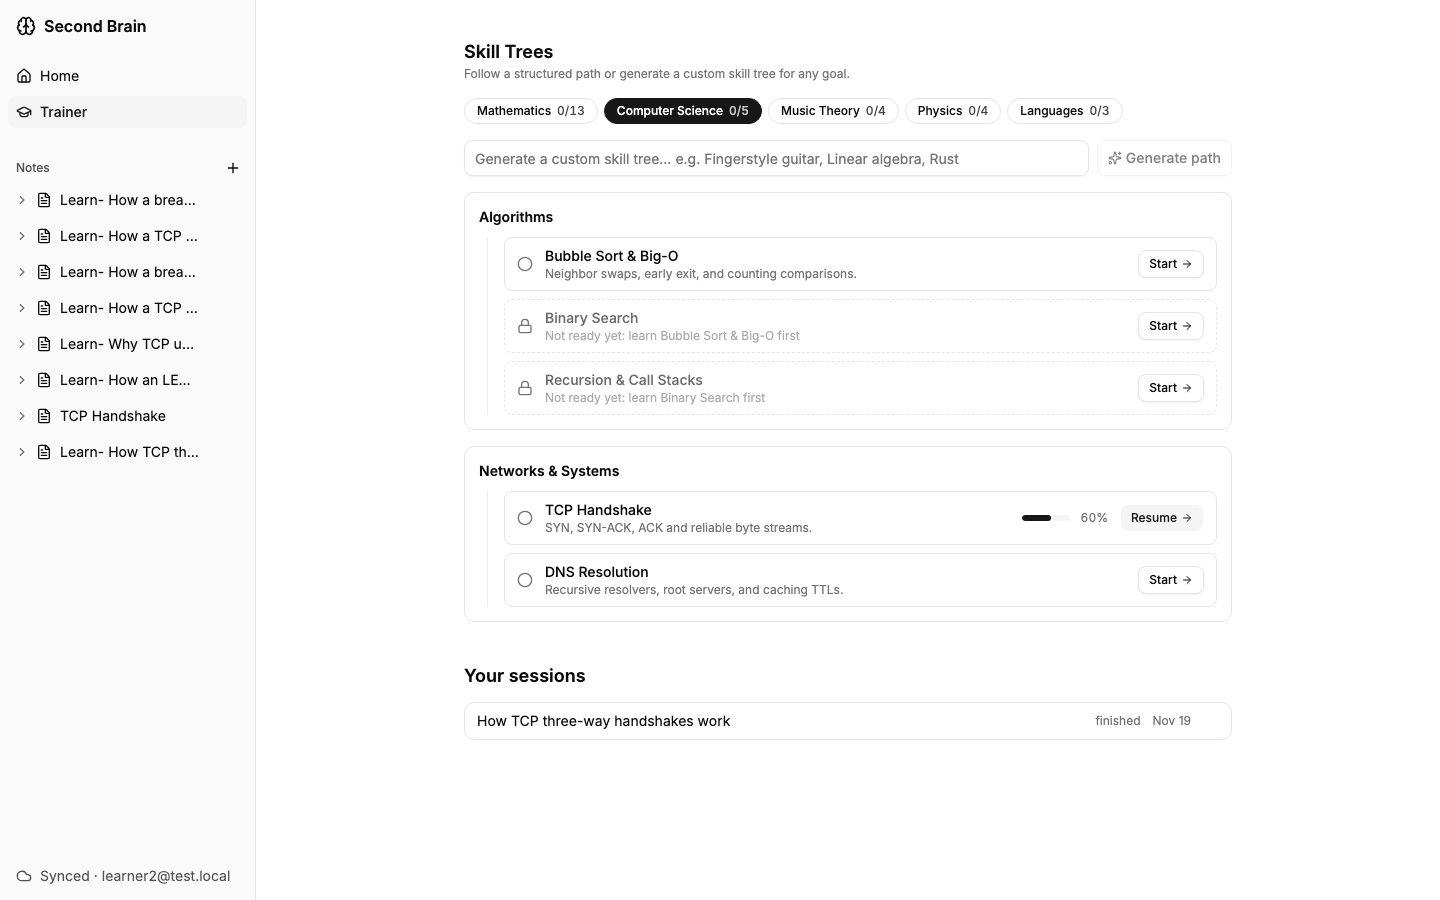 Second Brain
Home
Trainer
Notes
Learn- How a brea...
Learn- How a TCP ...
Learn- How a brea...
Learn- How a TCP ...
Learn- Why TCP u...
Learn- How an LE...
TCP Handshake
Learn- How TCP th...
Synced · learner2@test.local
Skill Trees
Follow a structured path or generate a custom skill tree for any goal.
Mathematics 0/13 Computer Science 0/5 Music Theory 0/4 Physics 0/4 Languages 0/3
Generate a custom skill tree... e.g. Fingerstyle guitar, Linear algebra, Rust Generate path
Algorithms
Bubble Sort & Big-O
Neighbor swaps, early exit, and counting comparisons.
Start →
Binary Search
Not ready yet: learn Bubble Sort & Big-O first
Start →
Recursion & Call Stacks
Not ready yet: learn Binary Search first
Start →
Networks & Systems
TCP Handshake
SYN, SYN-ACK, ACK and reliable byte streams.
60% Resume →
DNS Resolution
Recursive resolvers, root servers, and caching TTLs.
Start →
Your sessions
How TCP three-way handshakes work finished Nov 19